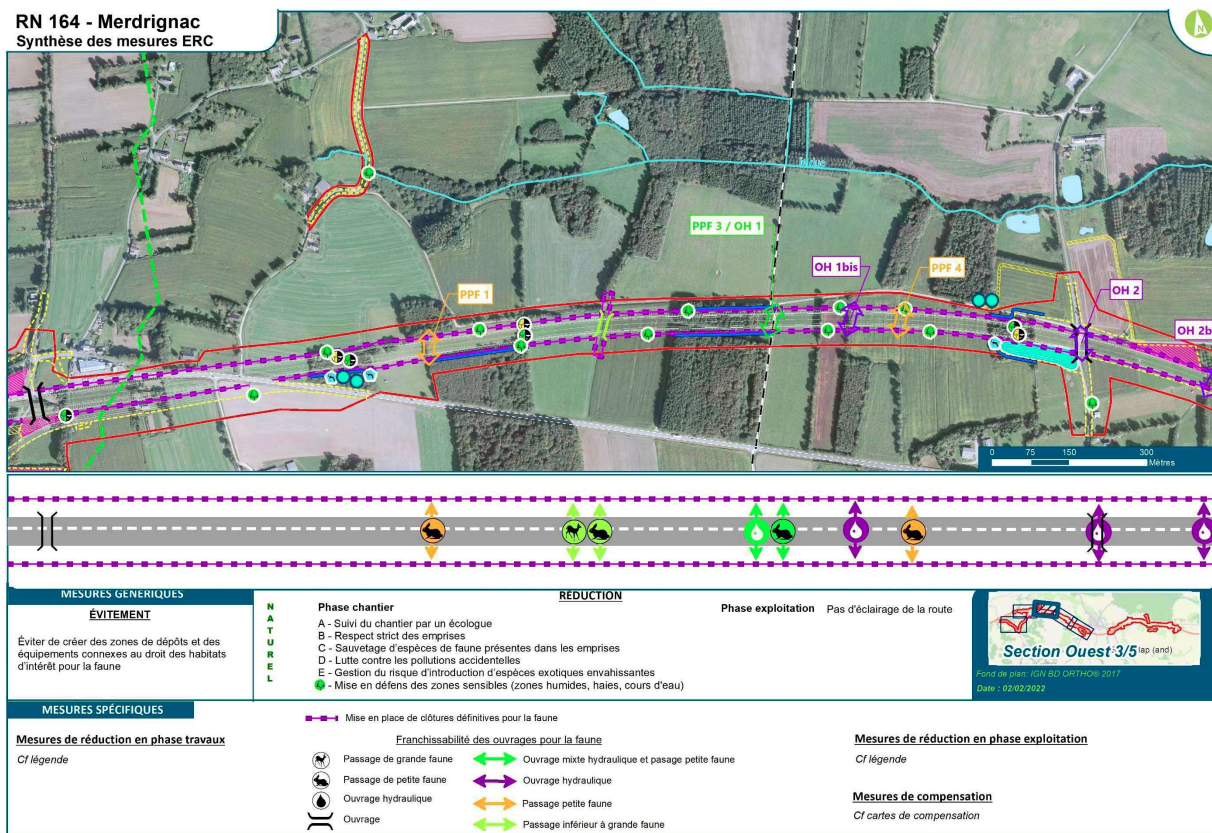 RN 164 - Merdrignac
Synthèse des mesures ERC
N
PPF 3 / OH 1
OH 1bis
PPF 4
PPF 1
OH 2
OH 2b
0 75 150 300
Mètres
MESURES GENERIQUES
ÉVITEMENT
Éviter de créer des zones de dépôts et des
équipements connexes au droit des habitats
d'intérêt pour la faune
NATUREL
RÉDUCTION
Phase chantier
A - Suivi du chantier par un écologue
B - Respect strict des emprises
C - Sauvetage d'espèces de faune présentes dans les emprises
D - Lutte contre les pollutions accidentelles
E - Gestion du risque d'introduction d'espèces exotiques envahissantes
- Mise en défens des zones sensibles (zones humides, haies, cours d'eau)
Phase exploitation Pas d'éclairage de la route
Section Ouest 3/5
Fond de plan: IGN BD ORTHO® 2017
Date : 02/02/2022
MESURES SPÉCIFIQUES
Mesures de réduction en phase travaux
Cf légende
Mise en place de clôtures définitives pour la faune
Franchissabilité des ouvrages pour la faune
Passage de grande faune
Passage de petite faune
Ouvrage hydraulique
Ouvrage
Ouvrage mixte hydraulique et pasage petite faune
Ouvrage hydraulique
Passage petite faune
Passage inférieur à grande faune
Mesures de réduction en phase exploitation
Cf légende
Mesures de compensation
Cf cartes de compensation